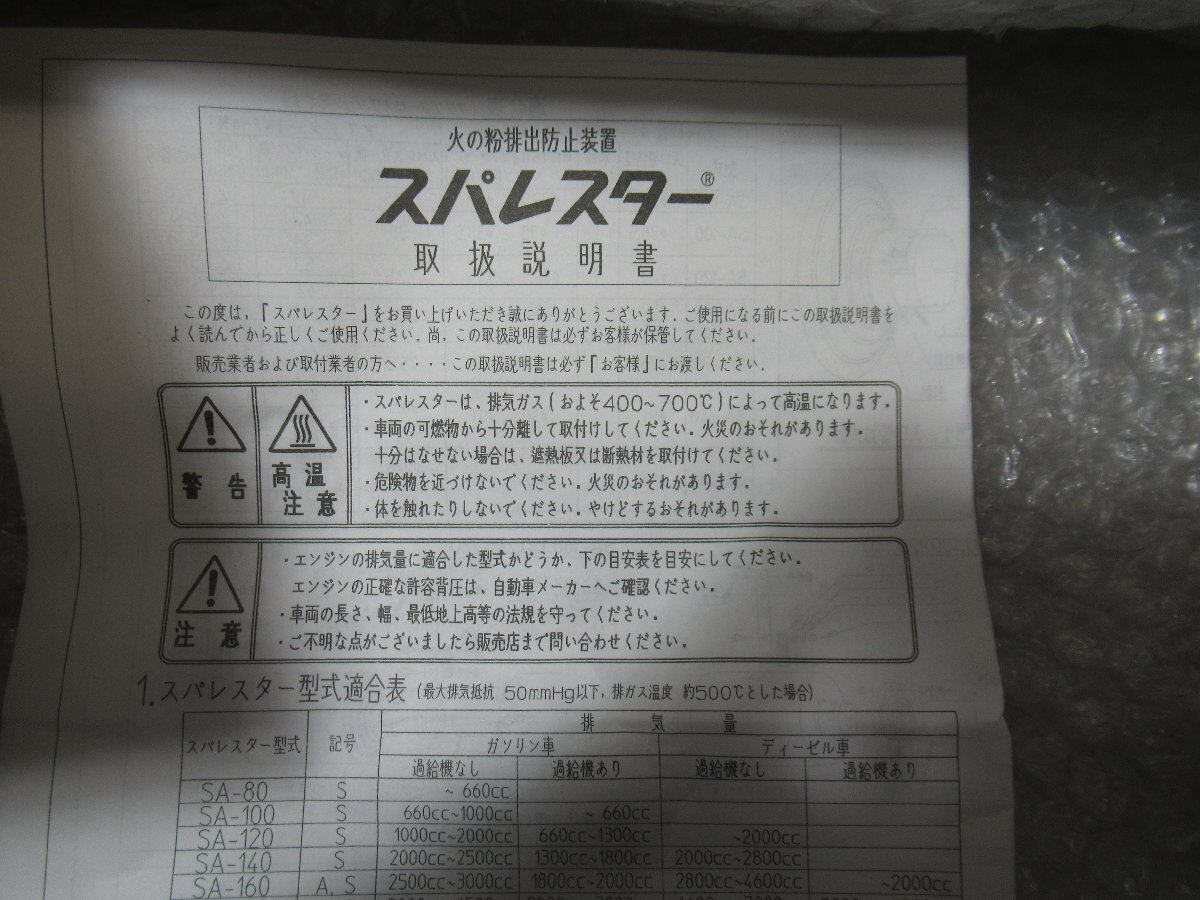 火の粉排出防止装置
スパレスター®
取扱説明書
この度は,『スパレスター』をお買い上げいただき誠にありがとうございます. ご使用になる前にこの取扱説明書を
よく読んでから正しくご使用ください. 尚, この取扱説明書は必ずお客様が保管してください.
販売業者および取付業者の方へ・・・・この取扱説明書は必ず『お客様』にお渡しください.
警告
高温
注意
・スパレスターは、排気ガス(およそ400~700℃)によって高温になります.
・車両の可燃物から十分離して取付けしてください. 火災のおそれがあります.
十分はなせない場合は、遮熱板又は断熱材を取付けてください.
・危険物を近づけないでください. 火災のおそれがあります.
・体を触れたりしないでください. やけどするおそれがあります.
注意
・エンジンの排気量に適合した型式かどうか、下の目安表を目安にしてください.
エンジンの正確な許容背圧は、自動車メーカーへご確認ください.
・車両の長さ、幅、最低地上高等の法規を守ってください.
・ご不明な点がございましたら販売店まで問い合わせください.
1. スパレスター型式適合表 (最大排気抵抗 50mmHg以下, 排ガス温度 約500℃とした場合)
スパレスター型式 記号 排気量
ガソリン車 ディーゼル車
過給機なし 過給機あり 過給機なし 過給機あり
SA-80 S ~660cc
SA-100 S 660cc~1000cc ~660cc
SA-120 S 1000cc~2000cc 660cc~1300cc ~2000cc
SA-140 S 2000cc~2500cc 1300cc~1800cc 2000cc~2800cc
SA-160 A, S 2500cc~3000cc 1800cc~2000cc 2800cc~4600cc ~2000cc